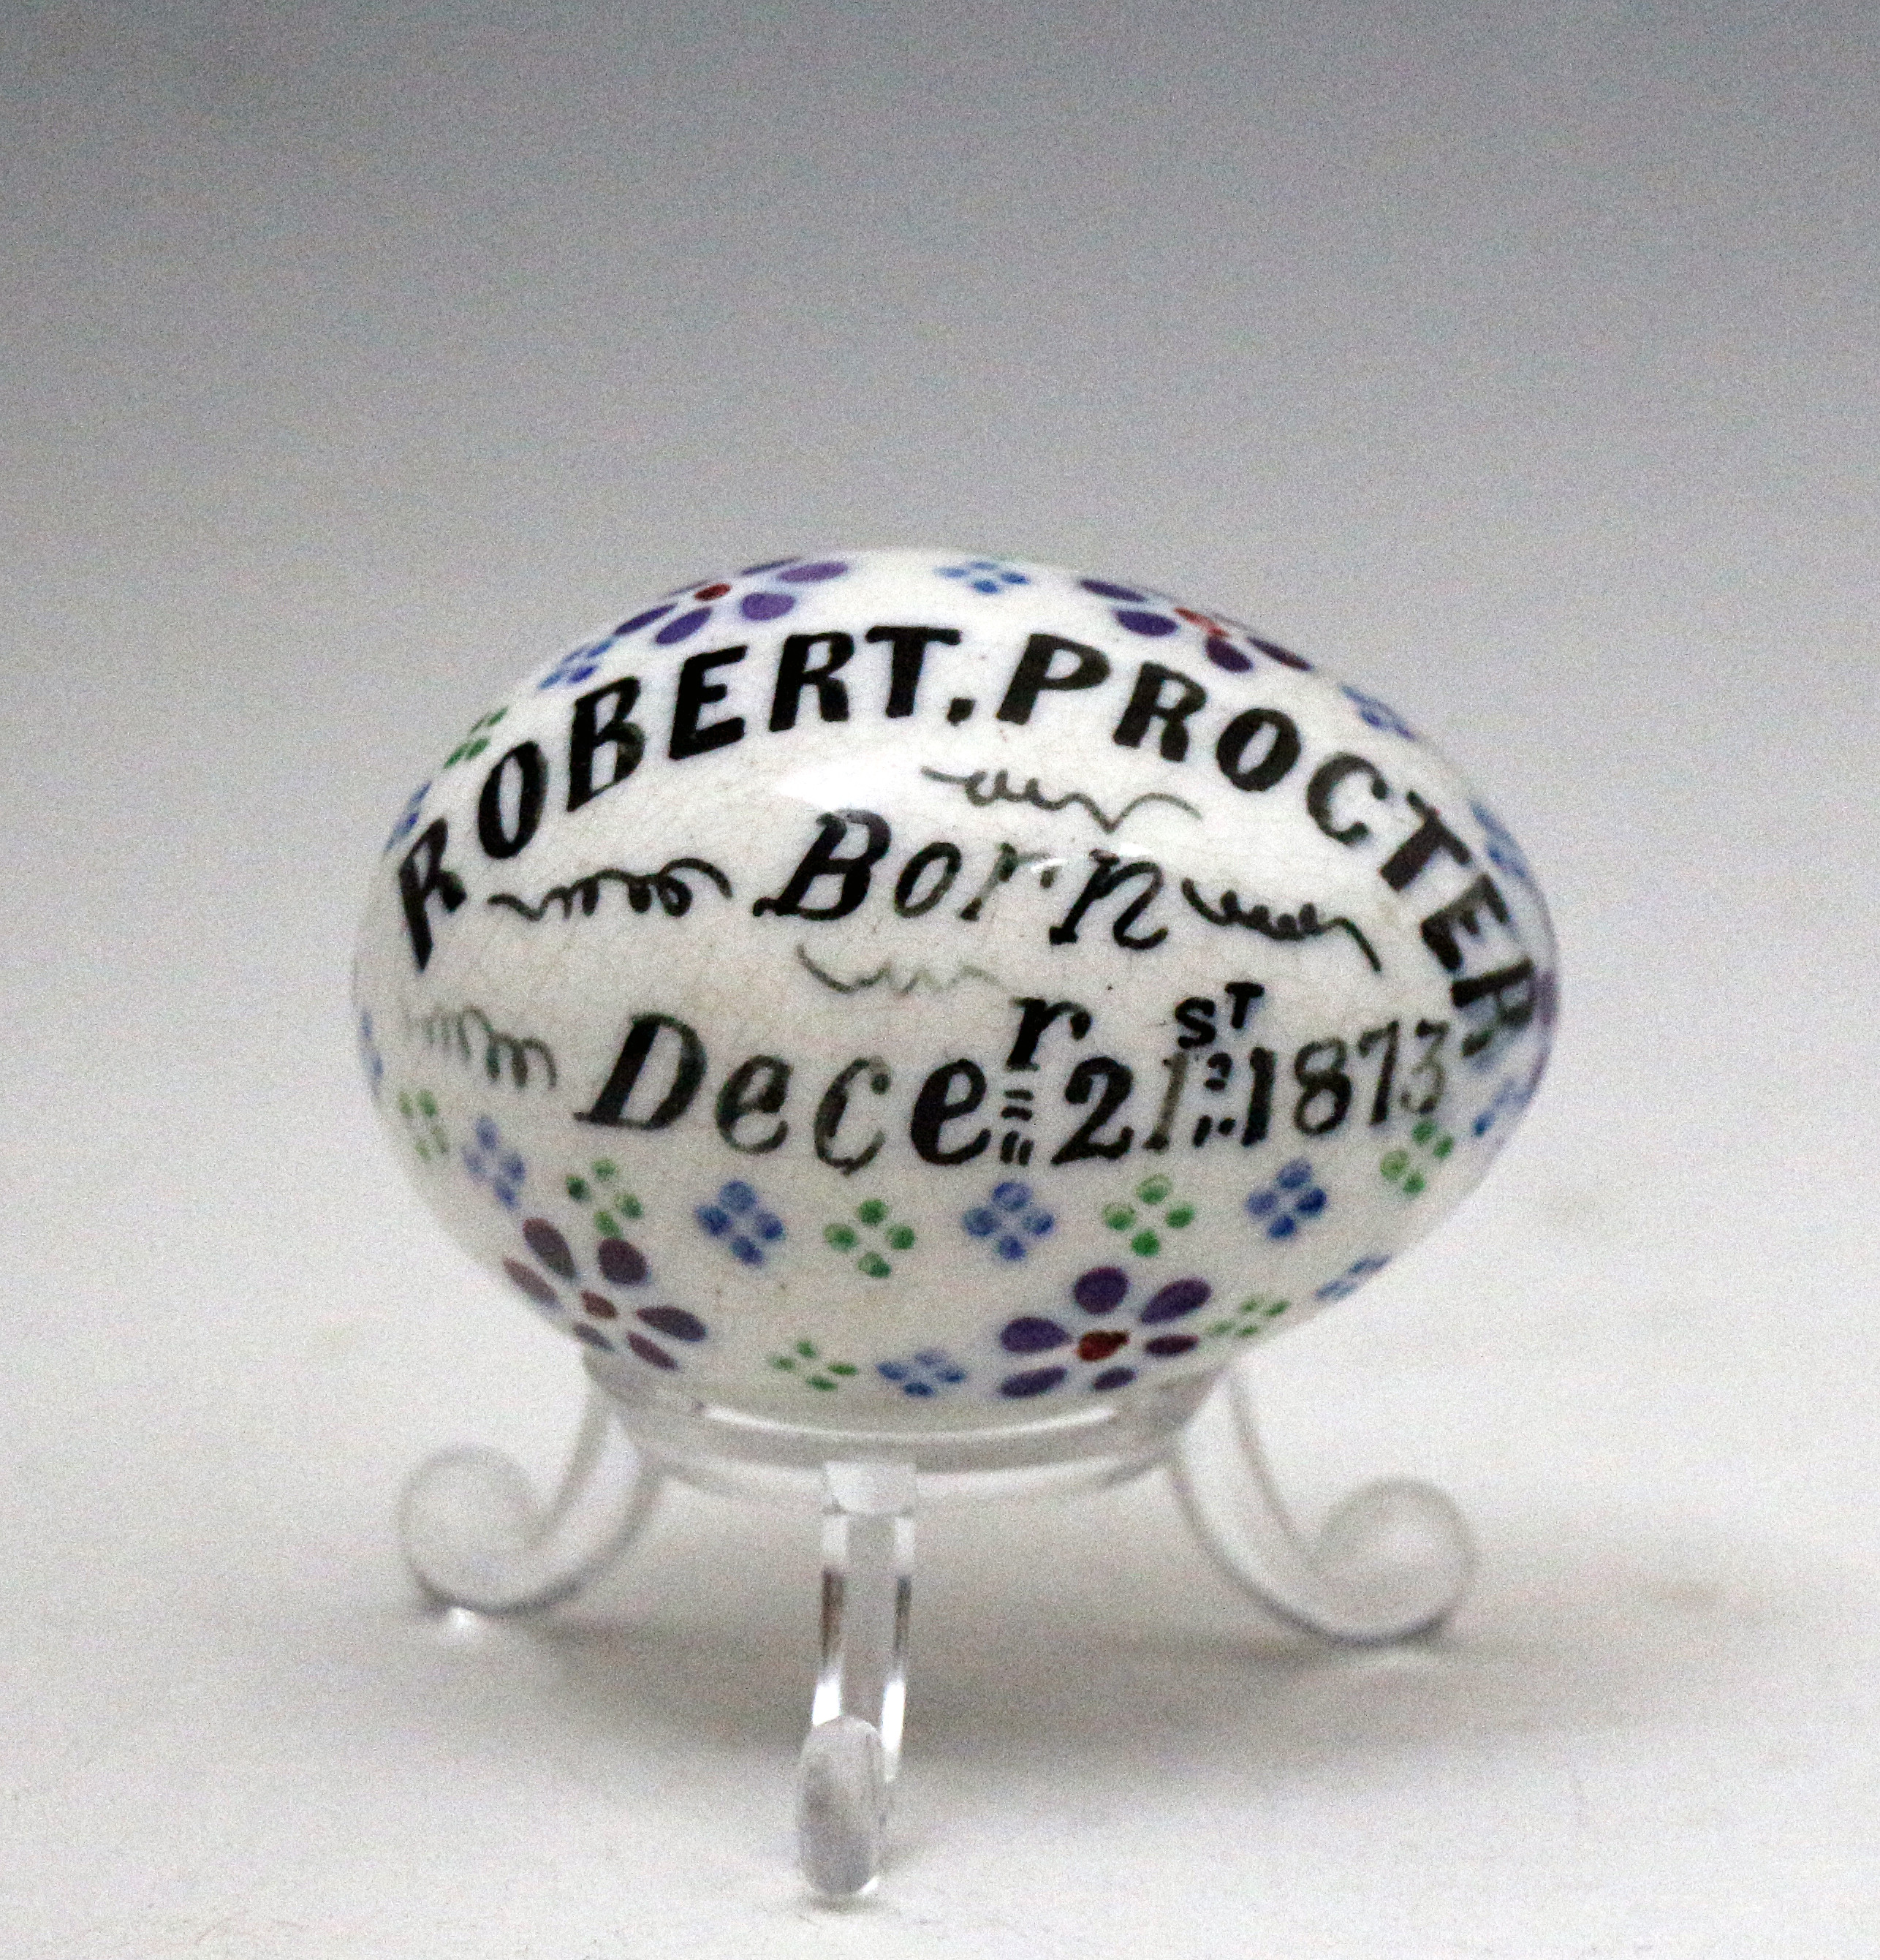 ROBERT. PROCTER
Born
Decer 21ST 1873